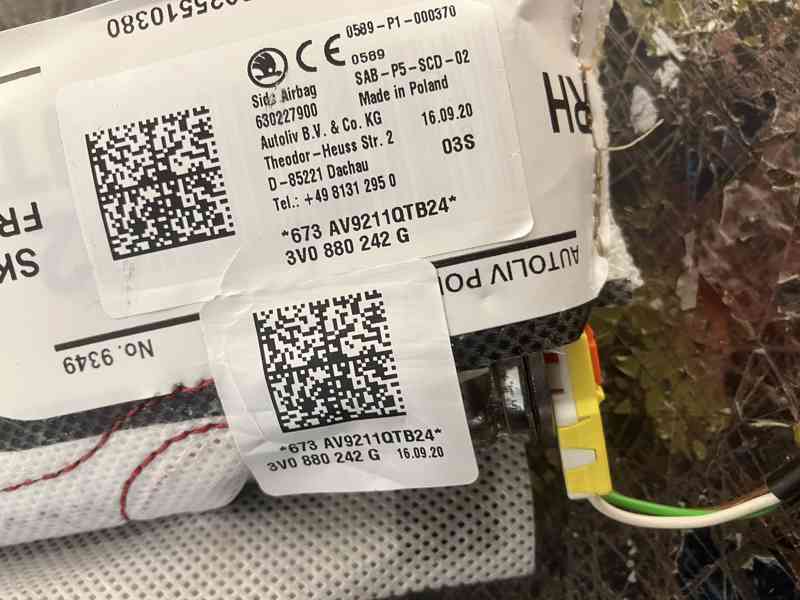 0589-P1-000370
CE 0589
SAB-P5-SCD-02
Side Airbag
Made in Poland
630227900
Autoliv B.V. & Co. KG
16.09.20
Theodor-Heuss Str. 2
03S
D-85221 Dachau
Tel.: +49 8131 295 0
*673 AV9211QTB24*
3V0 880 242 G
RH
FR
SK
AUTOLIV POL
No. 9349
*673 AV9211QTB24*
3V0 880 242 G 16.09.20